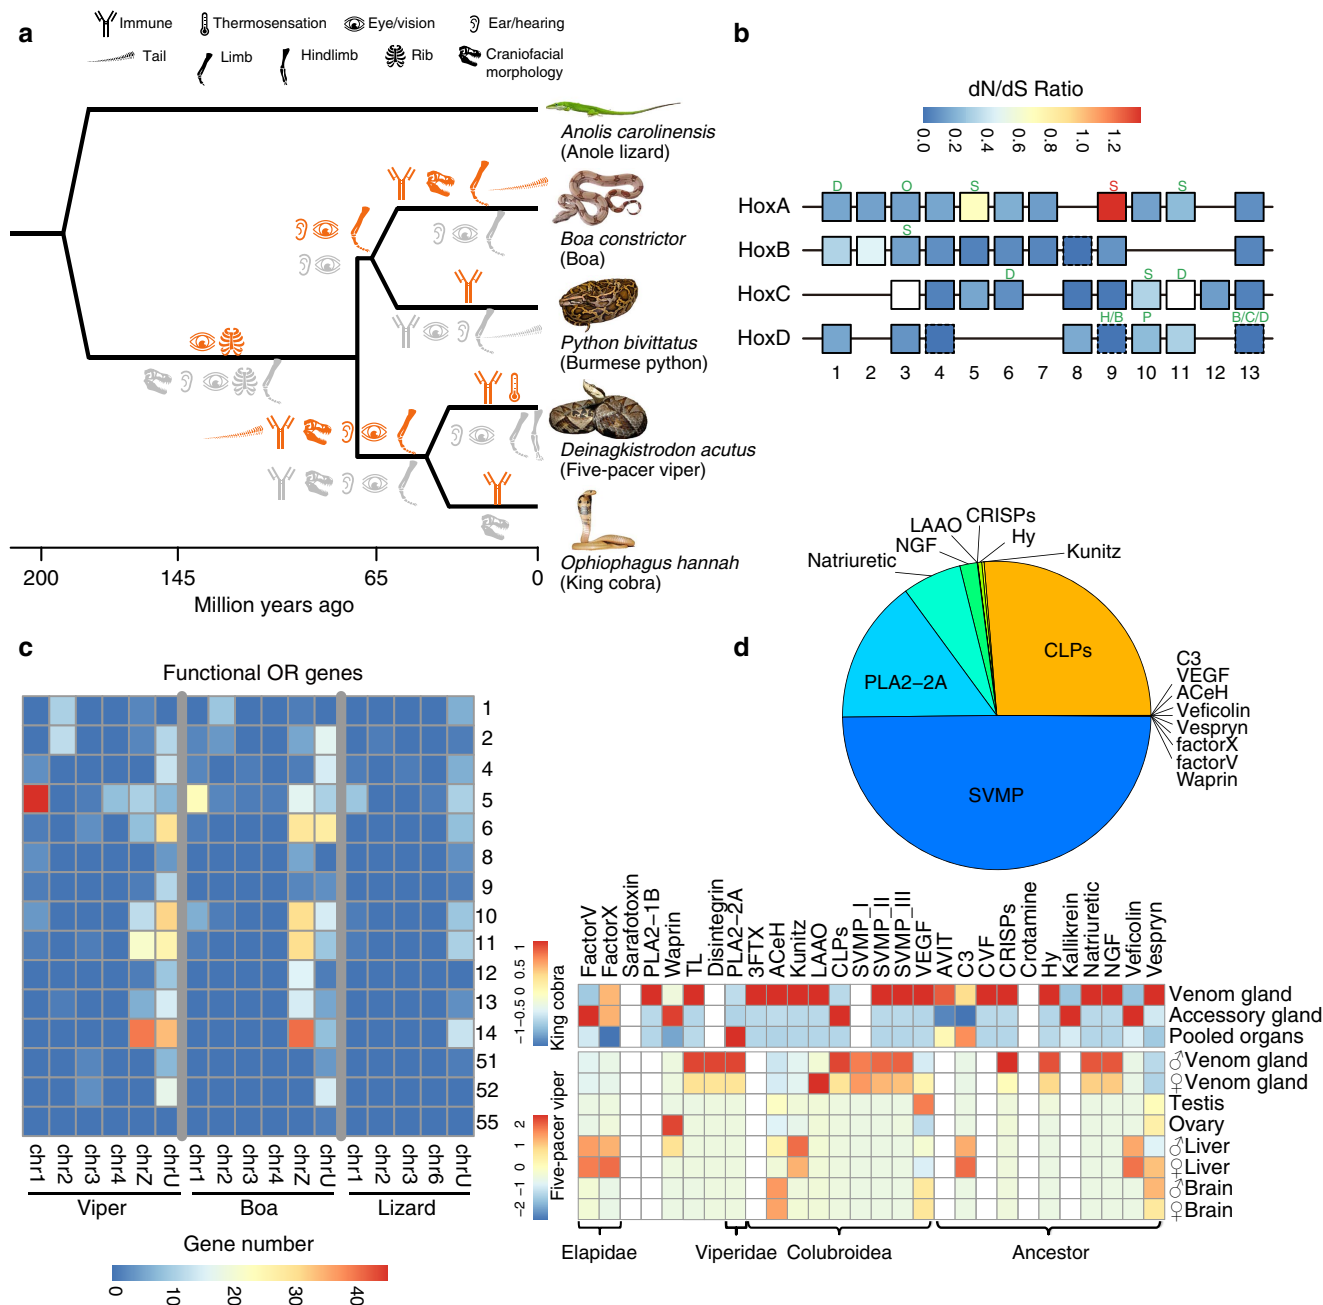 a
Immune
Thermosensation
Eye/vision
Ear/hearing
Tail
Limb
Hindlimb
Rib
Craniofacial
morphology
Anolis carolinensis
(Anole lizard)
Boa constrictor
(Boa)
Python bivittatus
(Burmese python)
Deinagkistrodon acutus
(Five-pacer viper)
Ophiophagus hannah
(King cobra)
200 145 65 0
Million years ago
b
dN/dS Ratio
0.0 0.2 0.4 0.6 0.8 1.0 1.2
D O S S S
HoxA
S
HoxB
D
HoxC
S D
H/B P B/C/D
HoxD
1 2 3 4 5 6 7 8 9 10 11 12 13
c
Functional OR genes
1
2
4
5
6
8
9
10
11
12
13
14
51
52
55
chr1 chr2 chr3 chr4 chrZ chrU chr1 chr2 chr3 chr4 chrZ chrU chr1 chr2 chr3 chr6 chrU
Viper Boa Lizard
Gene number
0 10 20 30 40
d
CRISPs
LAAO
Hy
NGF
Kunitz
Natriuretic
CLPs
PLA2−2A
SVMP
C3
VEGF
ACeH
Veficolin
Vespryn
factorX
factorV
Waprin
FactorV FactorX Sarafotoxin PLA2−1B Waprin TL Disintegrin PLA2−2A 3FTX ACeH Kunitz LAAO CLPs SVMP_I SVMP_II SVMP_III VEGF AVIT C3 CVF CRISPs Crotamine Hy Kallikrein Natriuretic NGF Veficolin Vespryn
−1−0.5 0 0.5 1
King cobra
Venom gland
Accessory gland
Pooled organs
−2 −1 0 1 2
Five-pacer viper
♂Venom gland
♀Venom gland
Testis
Ovary
♂Liver
♀Liver
♂Brain
♀Brain
Elapidae Viperidae Colubroidea Ancestor